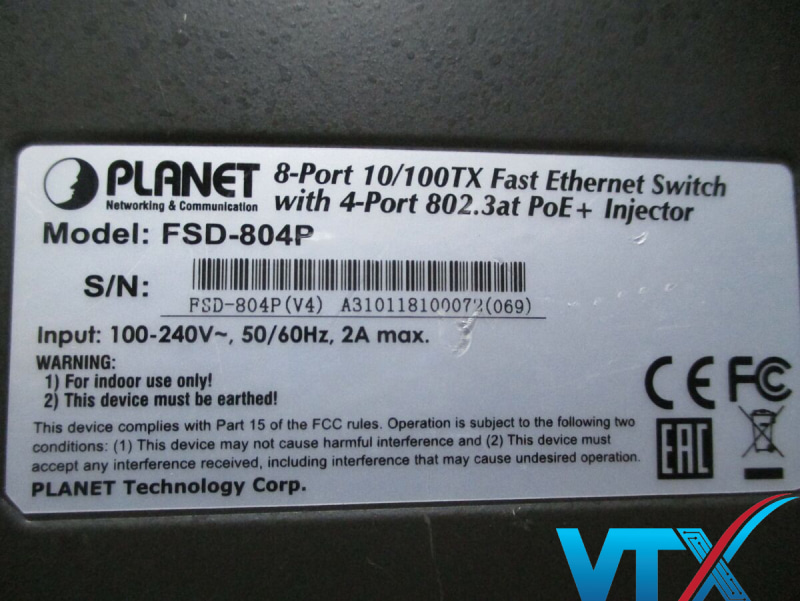 PLANET
Networking & Communication
8-Port 10/100TX Fast Ethernet Switch
with 4-Port 802.3at PoE+ Injector
Model: FSD-804P
S/N:
FSD-804P(V4) A310118100072(069)
Input: 100-240V~, 50/60Hz, 2A max.
WARNING:
1) For indoor use only!
2) This device must be earthed!
This device complies with Part 15 of the FCC rules. Operation is subject to the following two
conditions: (1) This device may not cause harmful interference and (2) This device must
accept any interference received, including interference that may cause undesired operation.
PLANET Technology Corp.
CE FC
EAC
VTX